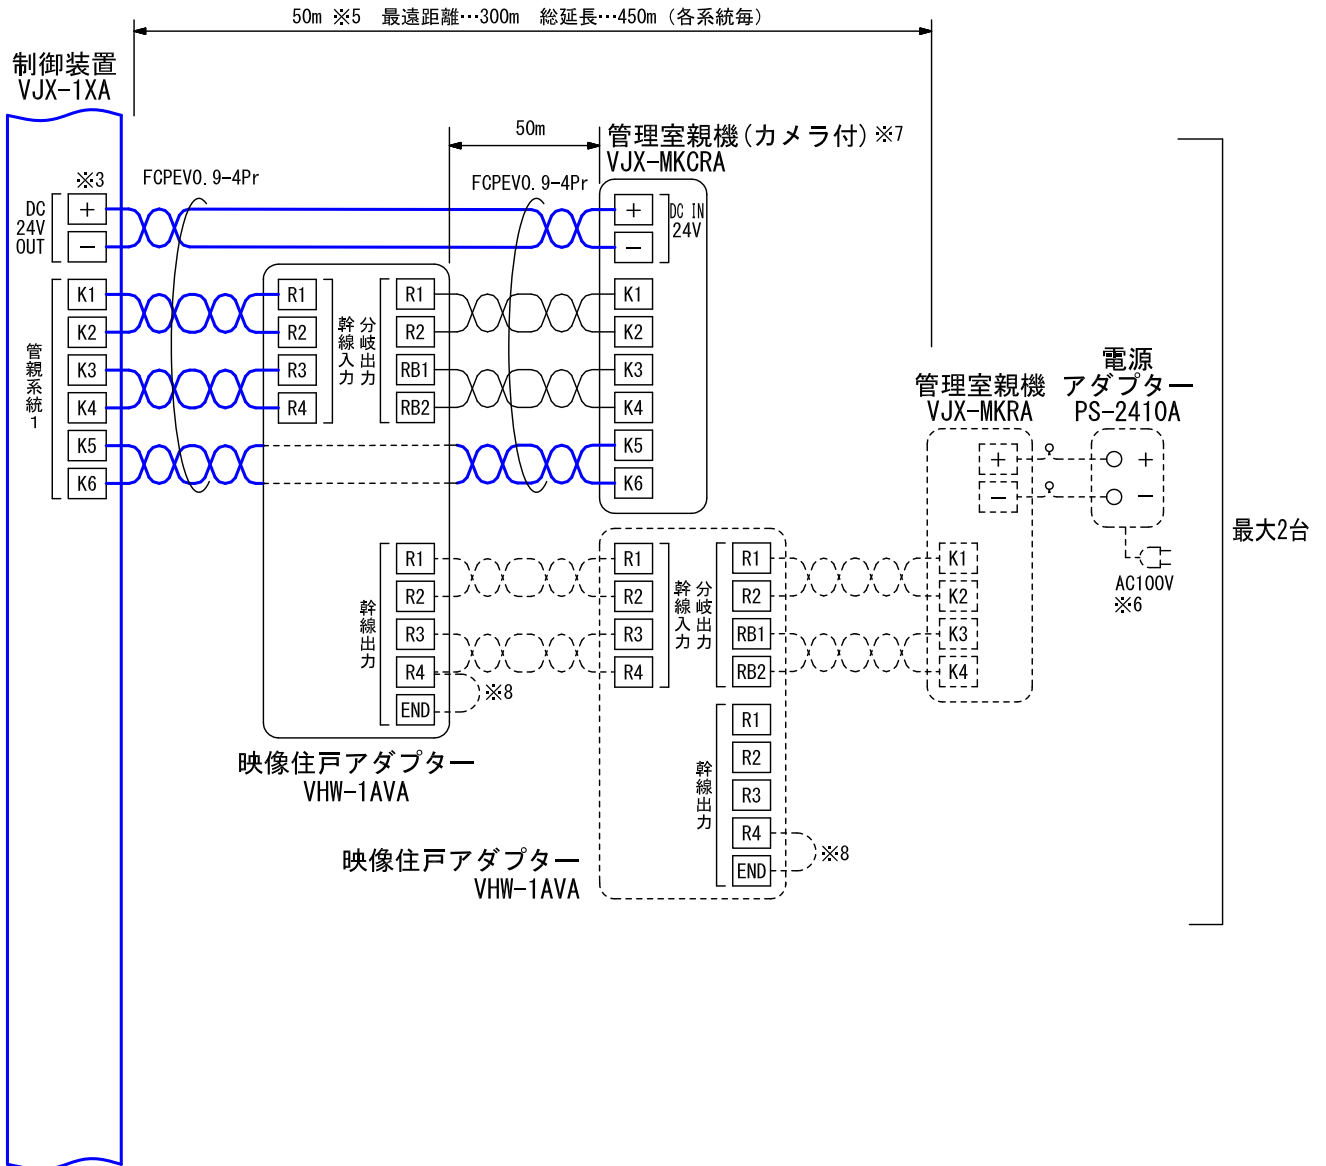 50m ※5 最遠距離…300m 総延長…450m（各系統毎）
制御装置
VJX-1XA
50m
管理室親機(カメラ付)※7
VJX-MKCRA
※3
FCPEV0.9-4Pr
FCPEV0.9-4Pr
DC
24V
OUT
+
−
+
−
DC IN
24V
管親系統1
K1
K2
K3
K4
K5
K6
R1
R2
R3
R4
幹線入力
分岐出力
R1
R2
RB1
RB2
K1
K2
K3
K4
K5
K6
幹線出力
R1
R2
R3
R4
END
※8
映像住戸アダプター
VHW-1AVA
R1
R2
R3
R4
幹線入力
分岐出力
R1
R2
RB1
RB2
幹線出力
R1
R2
R3
R4
END
※8
映像住戸アダプター
VHW-1AVA
管理室親機
VJX-MKRA
+
−
K1
K2
K3
K4
電源
アダプター
PS-2410A
+
−
AC100V
※6
最大2台